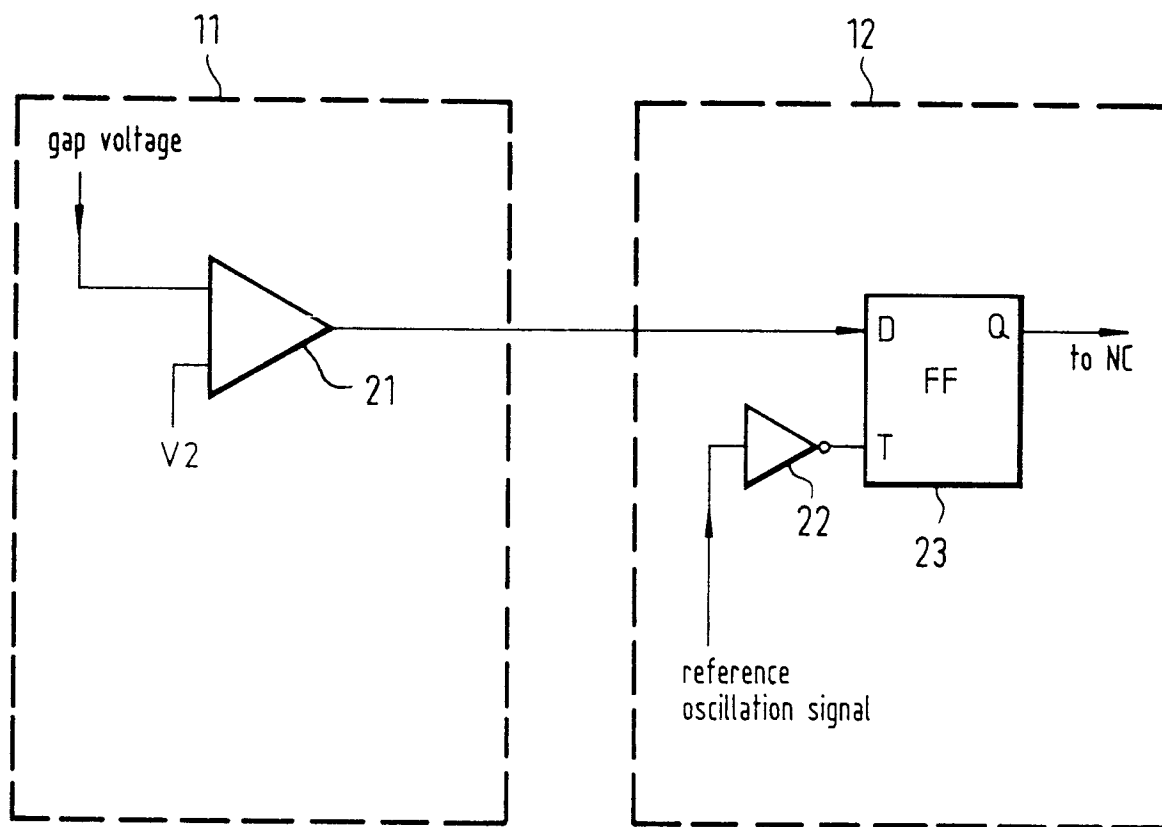 11
12
gap voltage
21
V2
D
Q
FF
T
to NC
22
23
reference
oscillation signal